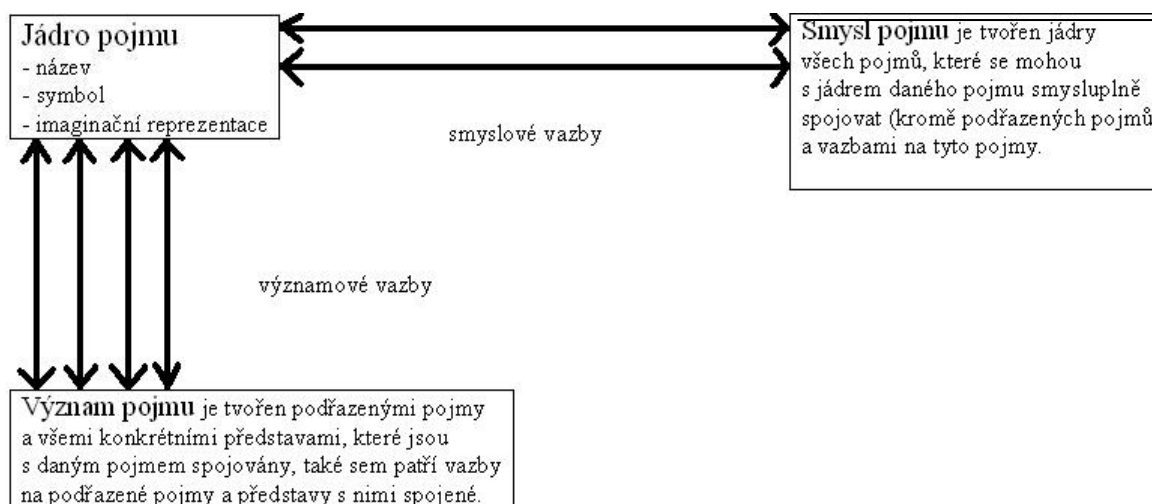 Jádro pojmu
- název
- symbol
- imaginační reprezentace
Smysl pojmu je tvořen jádry
všech pojmů, které se mohou
s jádrem daného pojmu smysluplně
spojovat (kromě podřazených pojmů
a vazbami na tyto pojmy.
smyslové vazby
významové vazby
Význam pojmu je tvořen podřazenými pojmy
a všemi konkrétními představami, které jsou
s daným pojmem spojovány, také sem patří vazby
na podřazené pojmy a představy s nimi spojené.